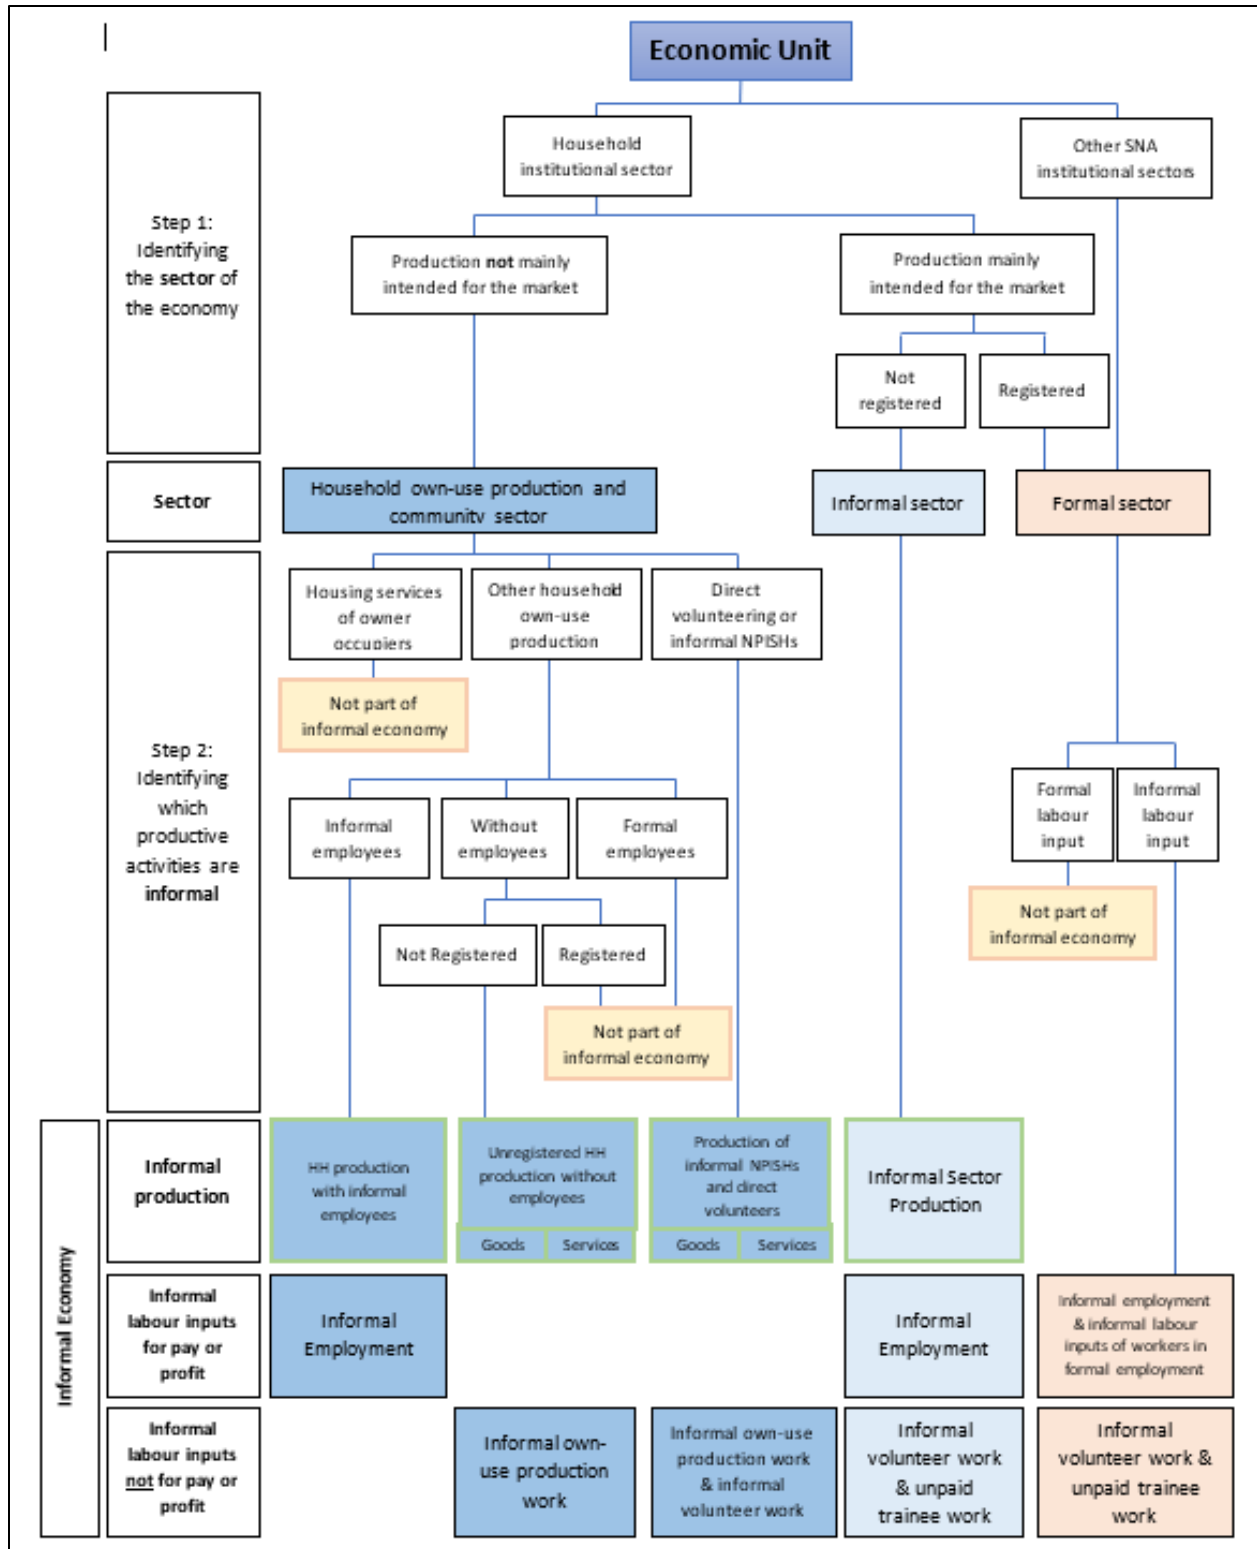 Economic Unit
Household
institutional sector
Other SNA
institutional sectors
Step 1:
Identifying
the sector of
the economy
Production not mainly
intended for the market
Production mainly
intended for the market
Not
registered
Registered
Sector
Household own-use production and
community sector
Informal sector
Formal sector
Step 2:
Identifying
which
productive
activities are
informal
Housing services
of owner
occupiers
Other household
own-use
production
Direct
volunteering or
informal NPISHs
Not part of
informal economy
Informal
employees
Without
employees
Formal
employees
Formal
labour
input
Informal
labour
input
Not part of
informal economy
Not Registered
Registered
Not part of
informal economy
Informal Economy
Informal
production
HH production
with informal
employees
Unregistered HH
production without
employees
Goods
Services
Production of
informal NPISHs
and direct
volunteers
Goods
Services
Informal Sector
Production
Informal
labour inputs
for pay or
profit
Informal
Employment
Informal
Employment
Informal employment
& informal labour
inputs of workers in
formal employment
Informal
labour inputs
not for pay or
profit
Informal own-
use production
work
Informal own-use
production work
& informal
volunteer work
Informal
volunteer work
& unpaid
trainee work
Informal
volunteer work &
unpaid trainee
work